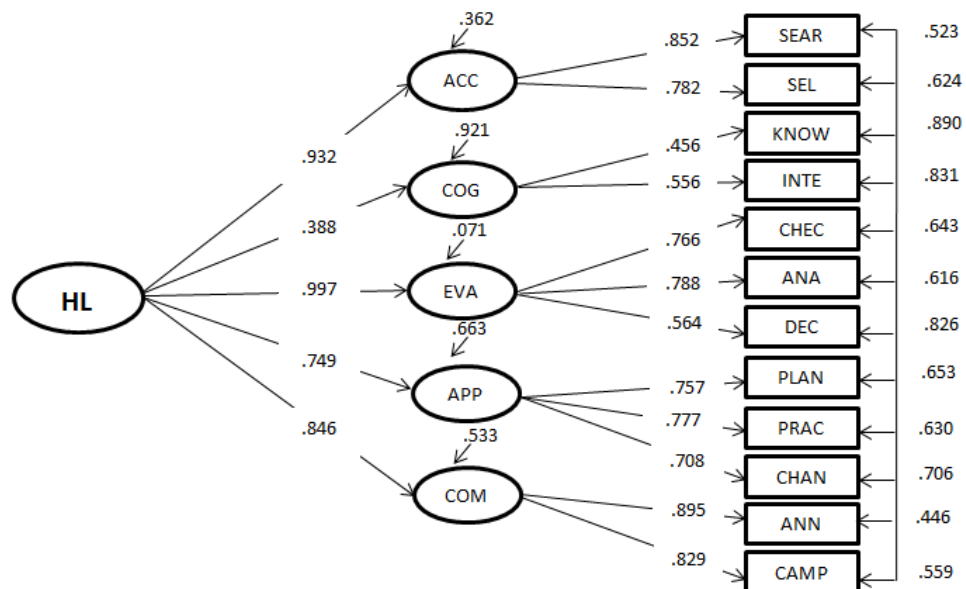 .362
.852
SEAR
.523
ACC
.782
SEL
.624
.921
.456
KNOW
.890
.932
COG
.556
INTE
.831
.388
.071
.766
CHEC
.643
HL
.997
EVA
.788
ANA
.616
.663
.564
DEC
.826
.749
APP
.757
PLAN
.653
.846
.533
.777
PRAC
.630
.708
CHAN
.706
COM
.895
ANN
.446
.829
CAMP
.559